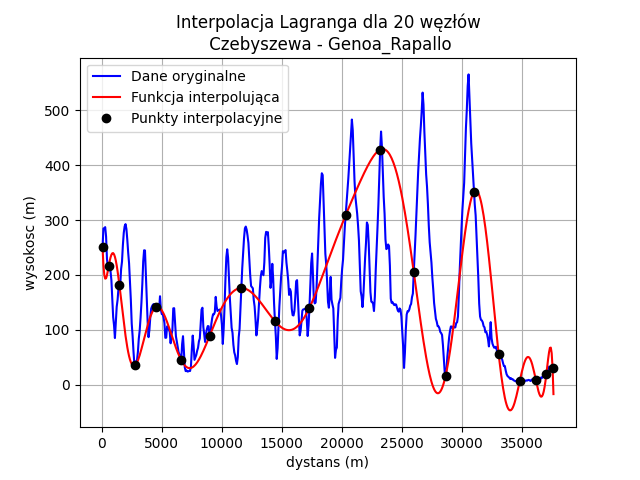 Interpolacja Lagranga dla 20 węzłów
Czebyszewa - Genoa_Rapallo
Dane oryginalne
Funkcja interpolująca
Punkty interpolacyjne
wysokosc (m)
500
400
300
200
100
0
0
5000
10000
15000
20000
25000
30000
35000
dystans (m)